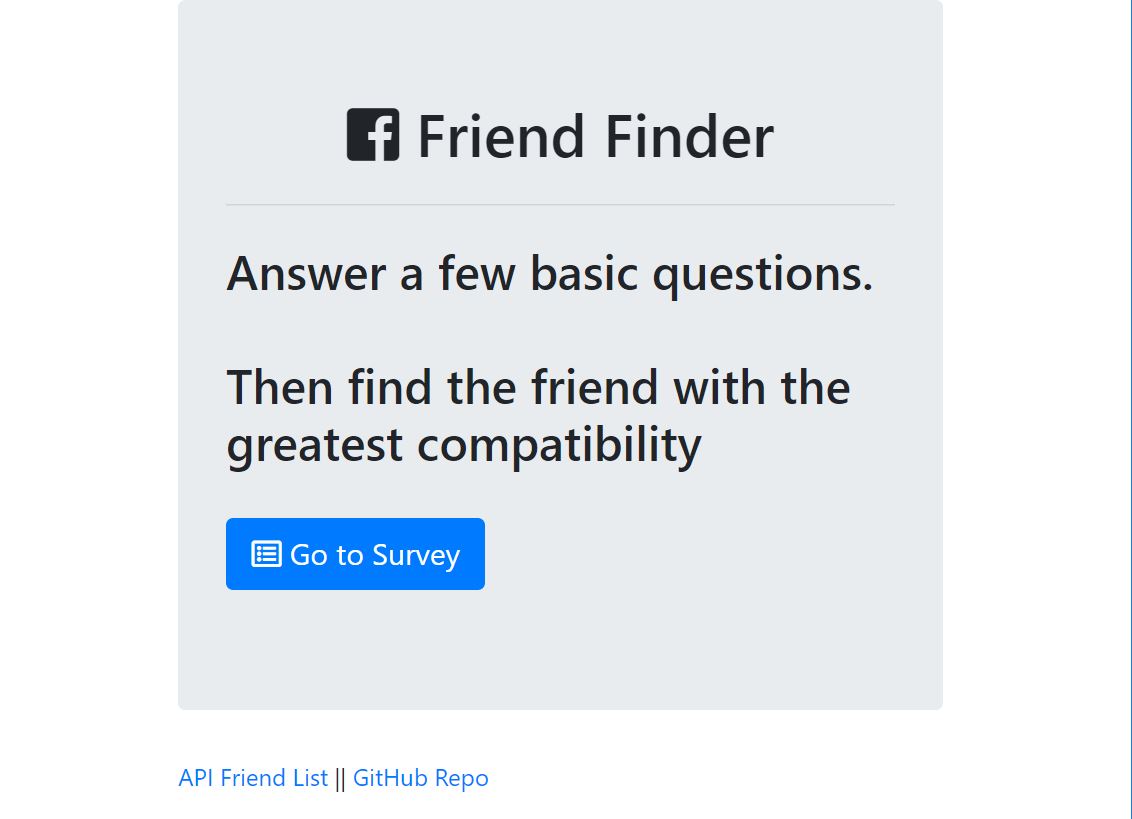 Friend Finder
Answer a few basic questions.
Then find the friend with the
greatest compatibility
Go to Survey
API Friend List || GitHub Repo